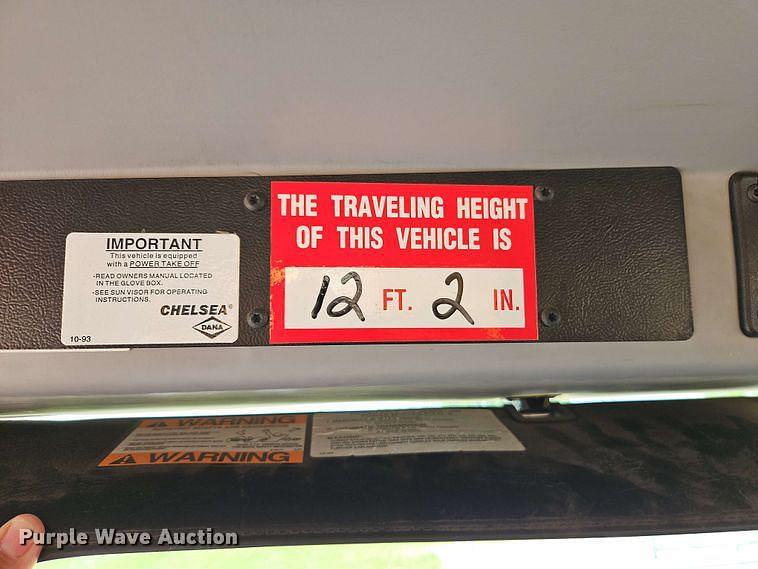 THE TRAVELING HEIGHT
OF THIS VEHICLE IS
12 FT. 2 IN.
IMPORTANT
This vehicle is equipped
with a POWER TAKE OFF
-READ OWNERS MANUAL LOCATED
IN THE GLOVE BOX.
-SEE SUN VISOR FOR OPERATING
INSTRUCTIONS.
CHELSEA®
DANA
10-93
WARNING
WARNING
Purple Wave Auction